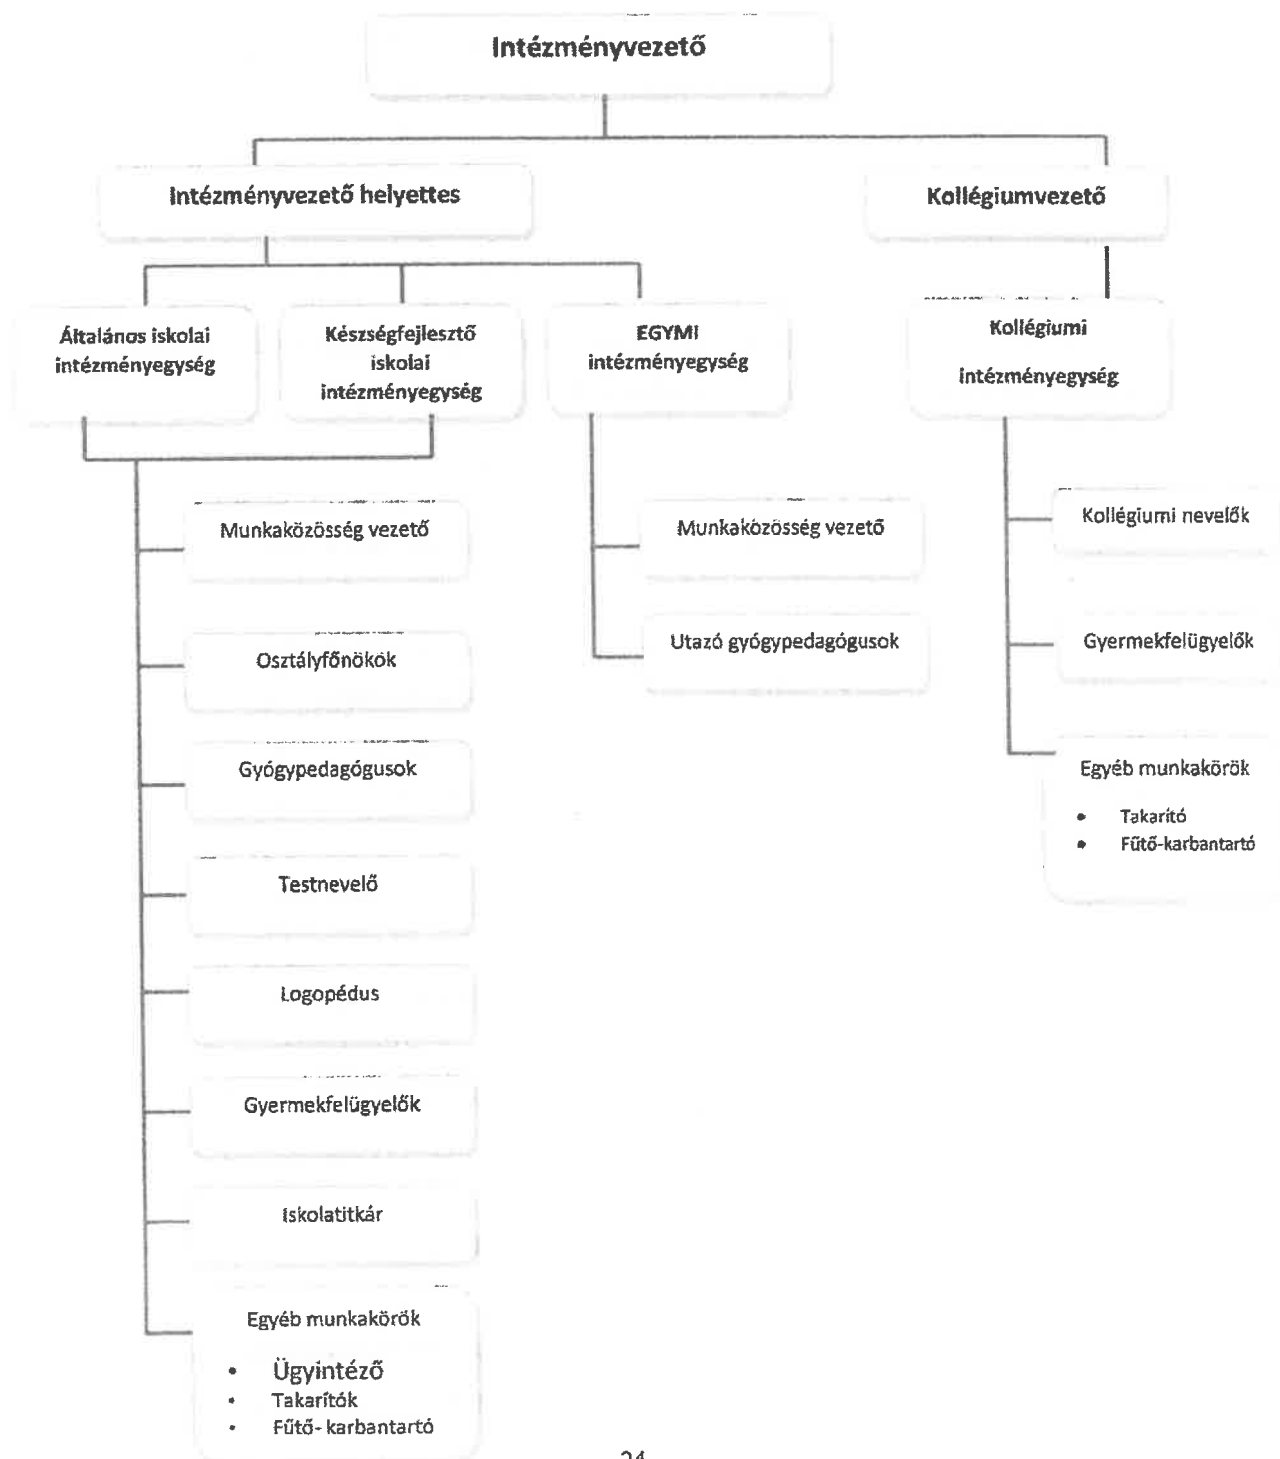 Intézményvezető
Intézményvezető helyettes
Kollégiumvezető
Általános iskolai
intézményegység
Készségfejlesztő
iskolai
intézményegység
EGYMI
intézményegység
Kollégiumi
intézményegység
Munkaközösség vezető
Osztályfőnökök
Gyógypedagógusok
Testnevelő
Logopédus
Gyermekfelügyelők
Iskolatitkár
Egyéb munkakörök
• Ügyintéző
• Takarítók
• Fűtő- karbantartó
Munkaközösség vezető
Utazó gyógypedagógusok
Kollégiumi nevelők
Gyermekfelügyelők
Egyéb munkakörök
• Takarító
• Fűtő-karbantartó